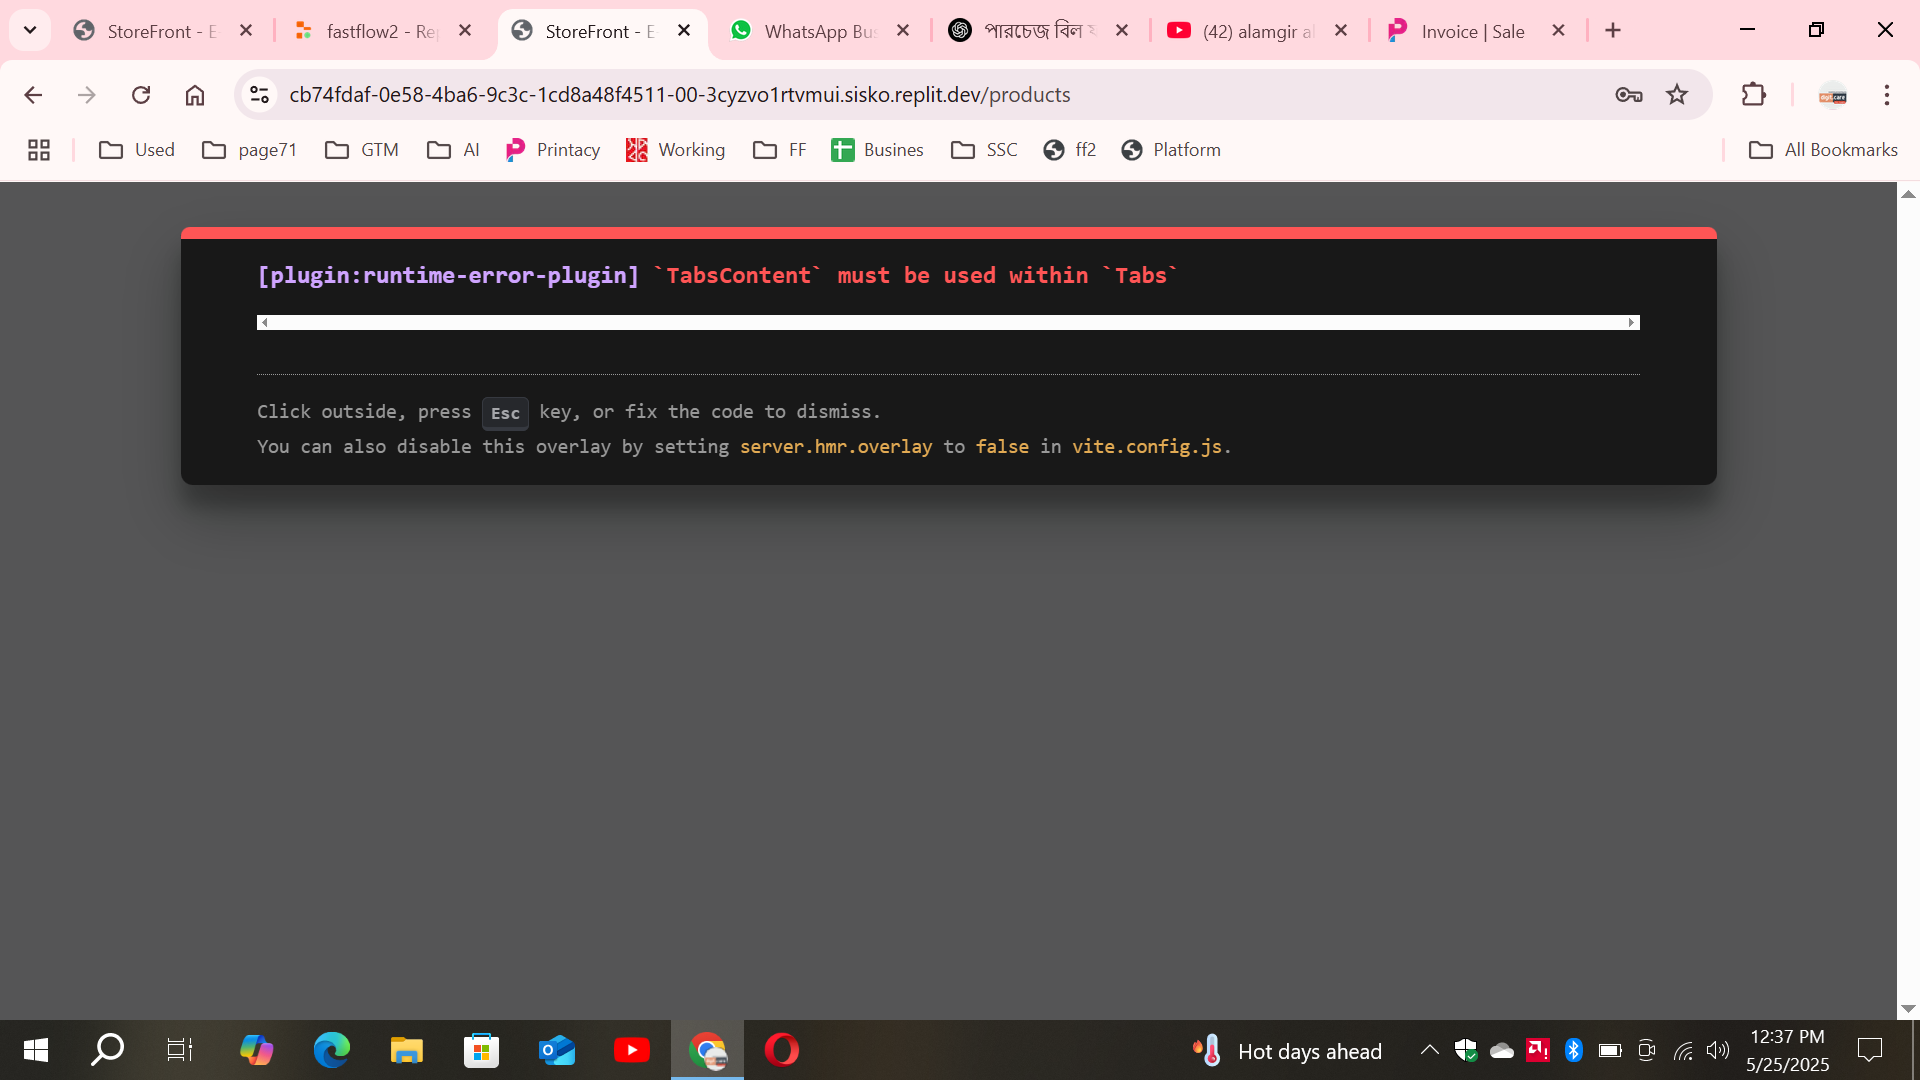 StoreFront - E
fastflow2 - Rep
StoreFront - E
WhatsApp Bus
পারচেজ বিল
(42) alamgir al
Invoice | Sale
cb74fdaf-0e58-4ba6-9c3c-1cd8a48f4511-00-3cyzvo1rtvmui.sisko.replit.dev/products
Used
page71
GTM
AI
Printacy
Working
FF
Busines
SSC
ff2
Platform
All Bookmarks
[plugin:runtime-error-plugin] `TabsContent` must be used within `Tabs`
Click outside, press Esc key, or fix the code to dismiss.
You can also disable this overlay by setting server.hmr.overlay to false in vite.config.js.
Hot days ahead
12:37 PM
5/25/2025